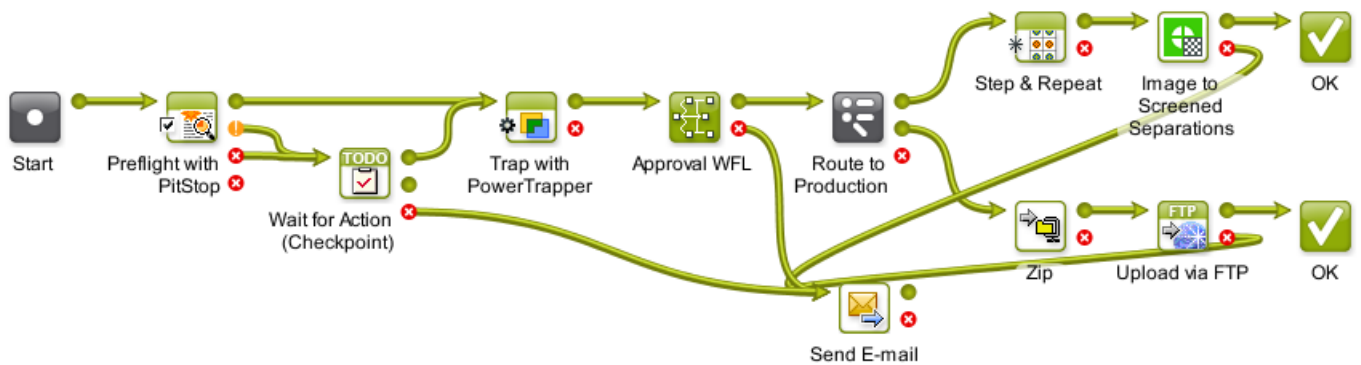 Start
Preflight with
PitStop
TODO
Wait for Action
(Checkpoint)
Trap with
PowerTrapper
Approval WFL
Route to
Production
Step & Repeat
Image to
Screened
Separations
OK
Zip
FTP
Upload via FTP
OK
Send E-mail